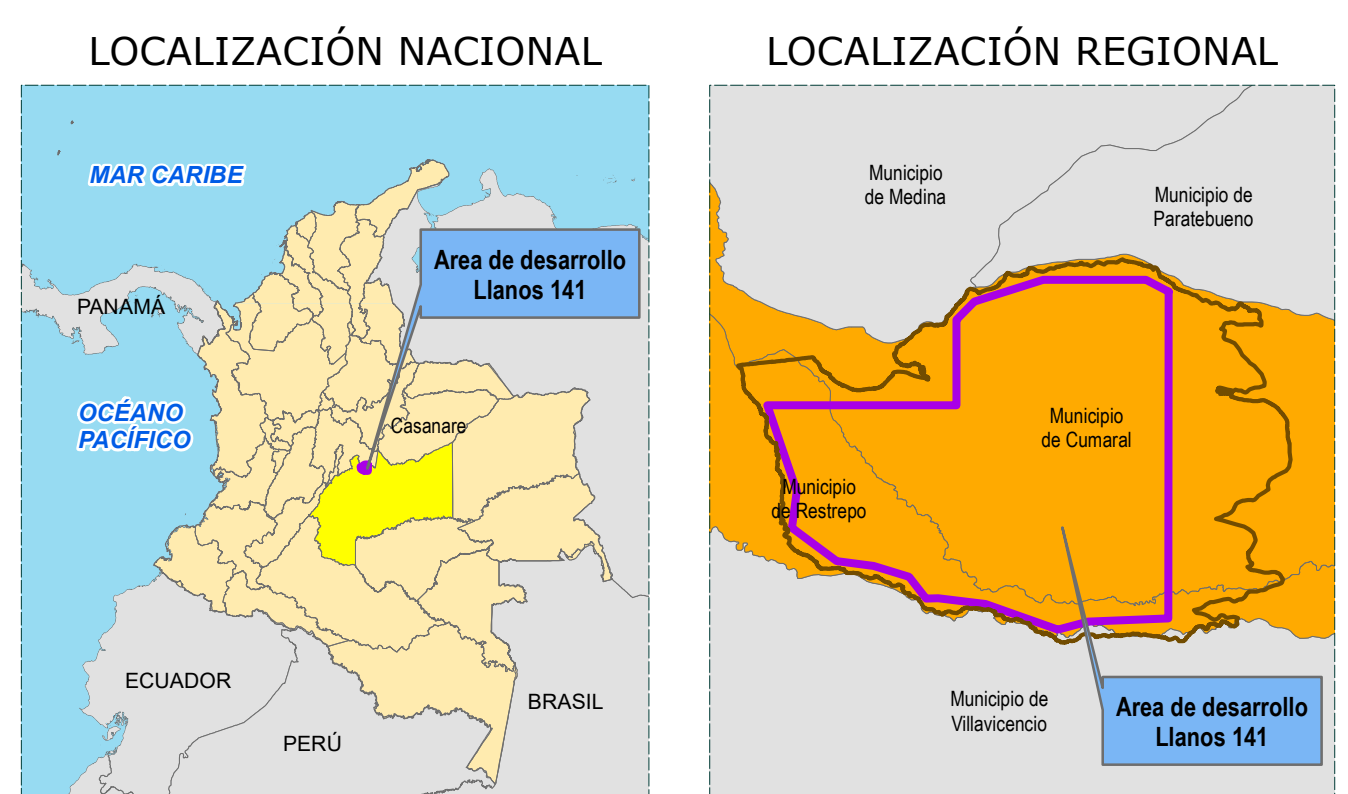 LOCALIZACIÓN NACIONAL
MAR CARIBE
Area de desarrollo
Llanos 141
PANAMÁ
OCÉANO
PACÍFICO
Casanare
ECUADOR
BRASIL
PERÚ
LOCALIZACIÓN REGIONAL
Municipio
de Medina
Municipio de
Paratebueno
Municipio
de Cumaral
Municipio
de Restrepo
Municipio de
Villavicencio
Area de desarrollo
Llanos 141